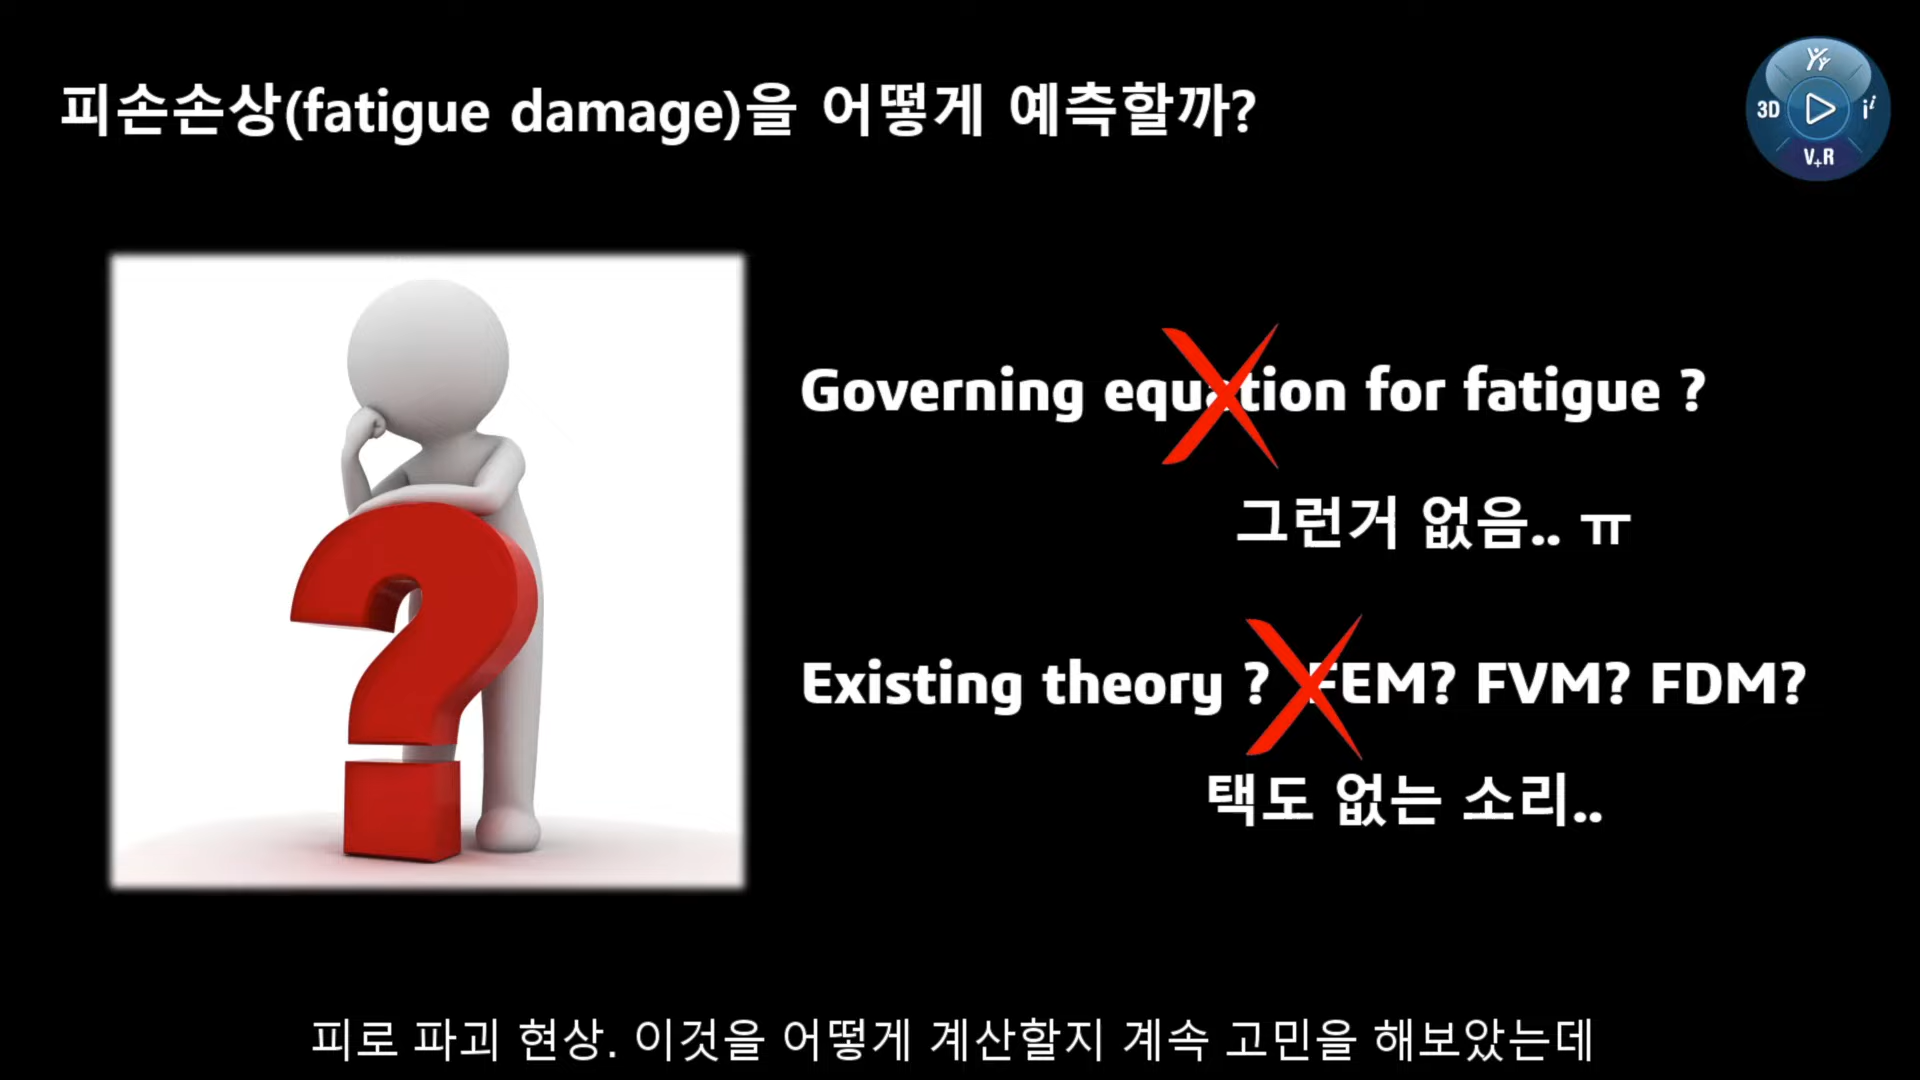 피손손상(fatigue damage)을 어떻게 예측할까?
3D
i
V+R
Governing equation for fatigue ?
그런거 없음.. ㅠ
Existing theory ? FEM? FVM? FDM?
택도 없는 소리..
피로 파괴 현상. 이것을 어떻게 계산할지 계속 고민을 해보았는데